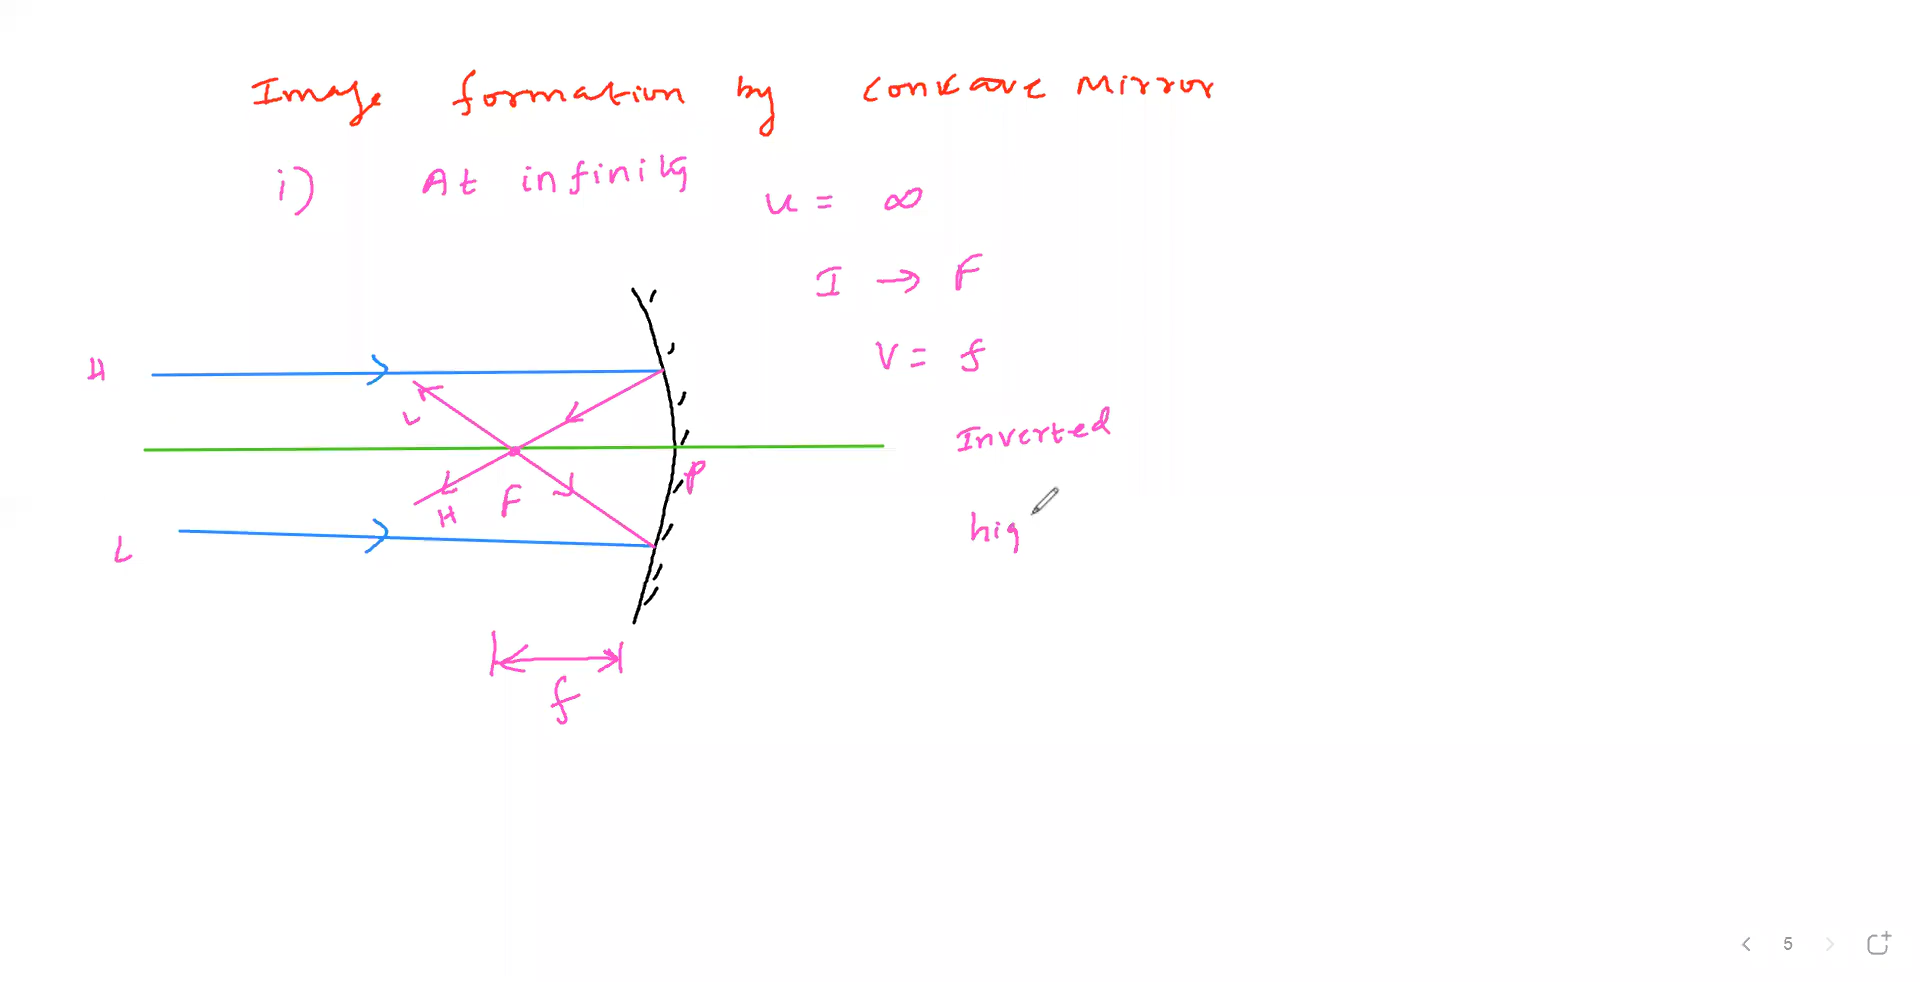 Image formation by concave mirror
i) At infinity
u = ∞
I → F
V = f
H
L
P
Inverted
H F
hig
L
f
< 5 >